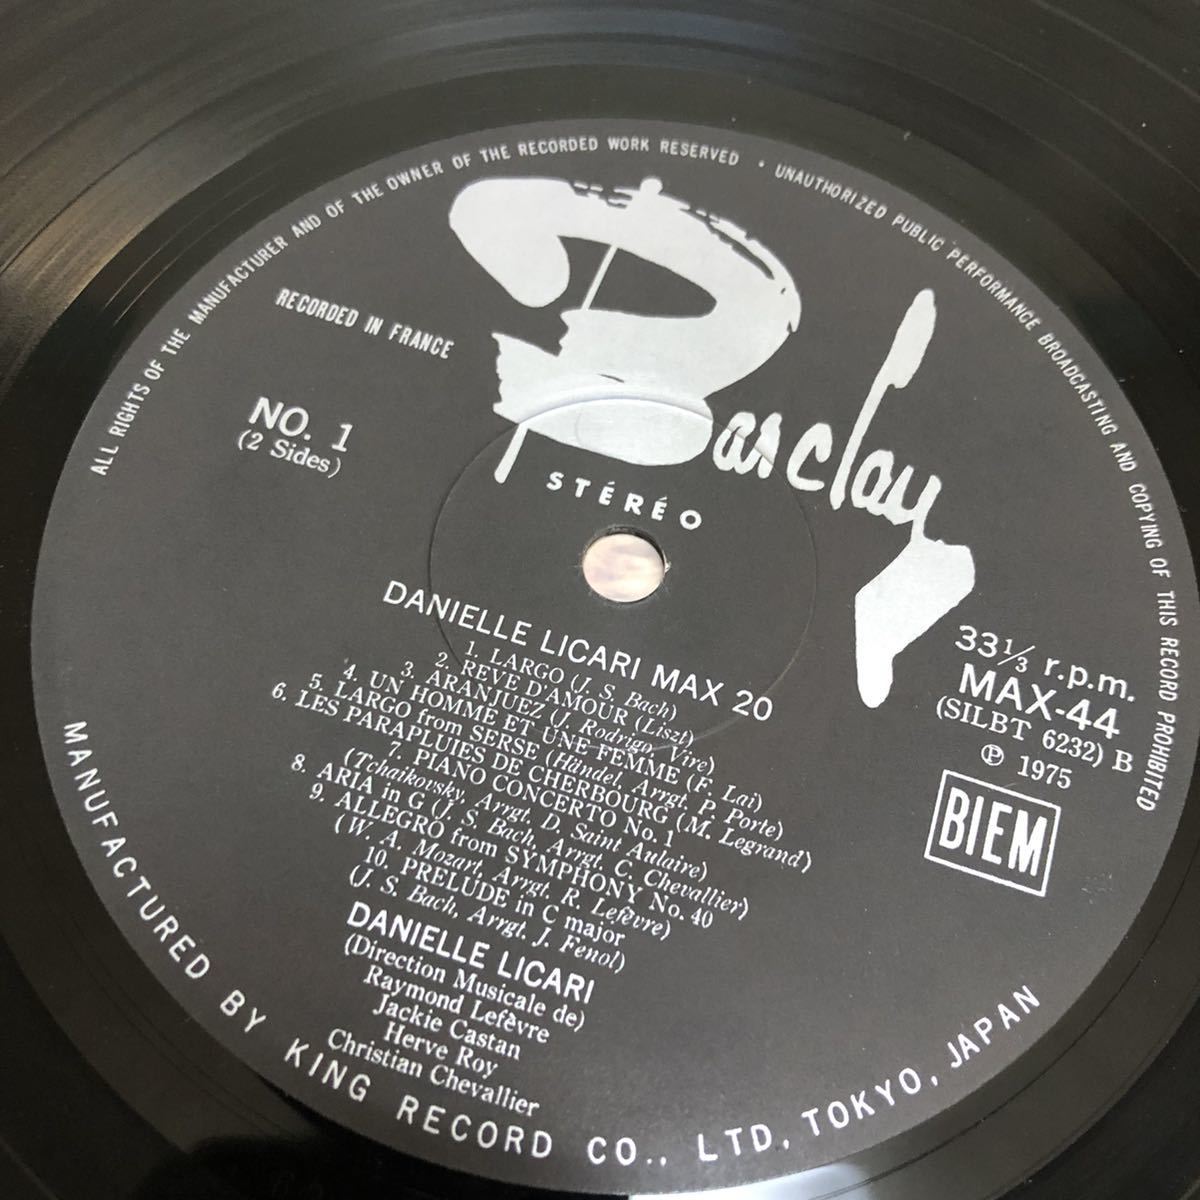 ALL RIGHTS OF THE MANUFACTURER AND OF THE OWNER OF THE RECORDED WORK RESERVED • UNAUTHORIZED PUBLIC PERFORMANCE BROADCASTING AND COPYING OF THIS RECORD PROHIBITED
Barclay
RECORDED IN FRANCE
NO. 1
(2 Sides)
STÉRÉO
33 1/3 r.p.m.
MAX-44
(SILBT 6232) B
Ⓟ 1975
BIEM
DANIELLE LICARI MAX 20
1. LARGO (J. S. Bach)
2. REVE D'AMOUR (Liszt)
3. ARANJUEZ (J. Rodrigo, Vire)
4. UN HOMME ET UNE FEMME (F. Lai)
5. LARGO from SERSE (Händel, Arrgt. P. Porte)
6. LES PARAPLUIES DE CHERBOURG (M. Legrand)
7. PIANO CONCERTO No. 1
(Tchaikovsky, Arrgt. D. Saint Aulaire)
8. ARIA in G (J. S. Bach, Arrgt. C. Chevallier)
9. ALLEGRO from SYMPHONY No. 40
(W. A. Mozart, Arrgt. R. Lefèvre)
10. PRELUDE in C major
(J. S. Bach, Arrgt. J. Fenol)
DANIELLE LICARI
(Direction Musicale de)
Raymond Lefèvre
Jackie Castan
Herve Roy
Christian Chevallier
MANUFACTURED BY KING RECORD CO., LTD. TOKYO, JAPAN